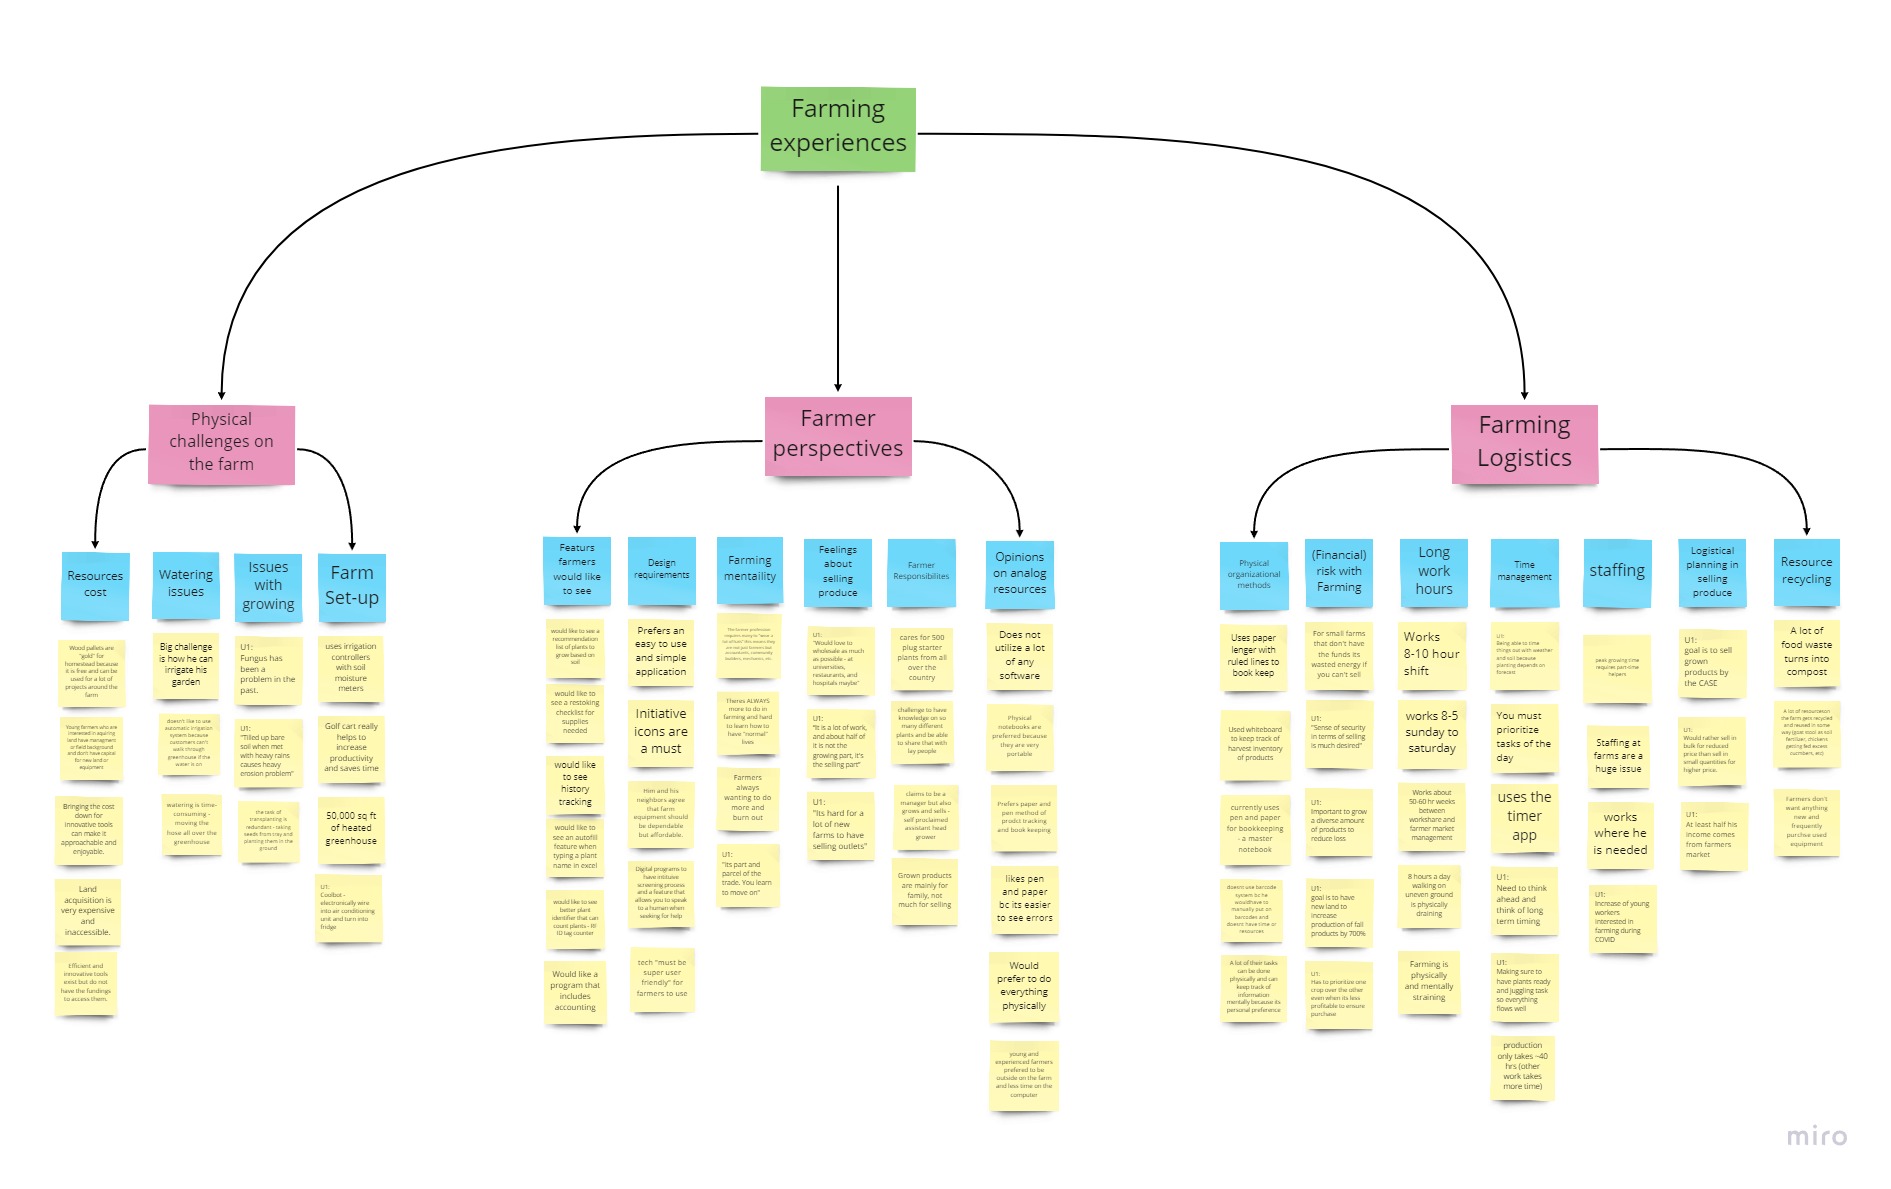 Farming
experiences
Physical
challenges on
the farm
Farmer
perspectives
Farming
Logistics
Resources
cost
Wood pallets are
"gold" for
homestead because
it is free and can be
used for a lot of
projects around the
farm
Young farmers who are
interested in aquiring
land have managment
or field background
and don't have capital
for new land or
equipment
Bringing the cost
down for
innovative tools
can make it
approachable and
enjoyable.
Land
acquisition is
very expensive
and
inaccessible.
Efficient and
innovative tools
exist but do not
have the fundings
to access them.
Watering
issues
Big challenge
is how he can
irrigate his
garden
doesn't like to use
automatic irrigation
system because
customers can't
walk through
greenhouse if the
water is on
watering is time-
consuming -
moving the
hose all over the
greenhouse
Issues
with
growing
U1:
Fungus has
been a
problem in the
past.
U1:
"Tilled up bare
soil when met
with heavy rains
causes heavy
erosion problem"
the task of
transplanting is
redundant - taking
seeds from tray and
planting them in the
ground
Farm
Set-up
uses irrigation
controllers
with soil
moisture
meters
Golf cart really
helps to
increase
productivity
and saves time
50,000 sq ft
of heated
greenhouse
U1:
Coolbot -
electronically wire
into air conditioning
unit and turn into
fridge
Featurs
farmers
would like
to see
would like to see a
recommendation
list of plants to
grow based on
soil
would like to
see a restoking
checklist for
supplies
needed
would like
to see
history
tracking
would like to
see an autofill
feature when
typing a plant
name in excel
would like to see
better plant
identifier that can
count plants - RF
ID tag counter
Would like a
program that
includes
accounting
Design
requirements
Prefers an
easy to use
and simple
application
Initiative
icons are
a must
Him and his
neighbors agree
that farm
equipment should
be dependable
but affordable.
Digital programs to
have intituise
screening process
and a feature that
allows you to speak
to a human when
seeking for help
tech "must be
super user
friendly" for
farmers to use
Farming
mentaility
Theres ALWAYS
more to do in
farming and hard
to learn how to
have "normal"
lives
Farmers
always
wanting to do
more and
burn out
U1:
"Its part and
parcel of the
trade. You learn
to move on"
Feelings
about
selling
produce
U1:
"Would love to
wholesale as much
as possible - at
universities,
restaurants, and
hospitals maybe"
U1:
"It is a lot of work,
and about half of
it is not the
growing part, it's
the selling part"
U1:
"Its hard for a
lot of new
farms to have
selling outlets"
Farmer
Responsibilites
cares for 500
plug starter
plants from all
over the
country
challenge to have
knowledge on so
many different
plants and be able
to share that with
lay people
claims to be a
manager but also
grows and sells -
self proclaimed
assistant head
grower
Grown products
are mainly for
family, not
much for selling
Opinions
on analog
resources
Does not
utilize a lot
of any
software
Physical
notebooks are
preferred because
they are very
portable
Prefers paper and
pen method of
prodct tracking
and book keeping
likes pen
and paper
bc its easier
to see errors
Would
prefer to do
everything
physically
young and
experienced farmers
prefered to be
outside on the farm
and less time on the
computer
Physical
organizational
methods
Uses paper
lenger with
ruled lines to
book keep
Used whiteboard
to keep track of
harvest inventory
of products
currently uses
pen and paper
for bookkeeping
- a master
notebook
doesnt use barcode
system bc he
wouldhave to
manually put on
barcodes and
doesnt have time or
resources
A lot of their tasks
can be done
physically and can
keep track of
information
mentally because its
personal preference
(Financial)
risk with
Farming
For small farms
that don't have
the funds its
wasted energy if
you can't sell
U1:
"Sense of security
in terms of selling
is much desired"
U1:
Important to grow
a diverse amount
of products to
reduce loss
U1:
goal is to have
new land to
increase
production of fall
products by 700%
U1:
Has to prioritize one
crop over the other
even when its less
profitable to ensure
purchase
Long
work
hours
Works
8-10 hour
shift
works 8-5
sunday to
saturday
Works about
50-60 hr weeks
between
workshare and
farmer market
management
8 hours a day
walking on
uneven ground
is physically
draining
Farming is
physically
and mentally
straining
Time
management
U1:
Being able to time
things out with weather
and soil because
planting depends on
forecast
You must
prioritize
tasks of the
day
uses the
timer
app
U1:
Need to think
ahead and
think of long
term timing
U1:
Making sure to
have plants ready
and juggling task
so everything
flows well
production
only takes ~40
hrs (other
work takes
more time)
staffing
peak growing time
requires part-time
helpers
Staffing at
farms are a
huge issue
works
where he
is needed
U1:
Increase of young
workers
interested in
farming during
COVID
Logistical
planning in
selling
produce
U1:
goal is to sell
grown
products by
the CASE
U1:
Would rather sell in
bulk for reduced
price than sell in
small quantities for
higher price.
U1:
At least half his
income comes
from farmers
market
Resource
recycling
A lot of
food waste
turns into
compost
A lot of resourceson
the farm gets recycled
and reused in some
way (goat stool as soil
fertilizer, chickens
getting fed excess
cucmbers, etc)
Farmers don't
want anything
new and
frequently
purchse used
equipment
miro